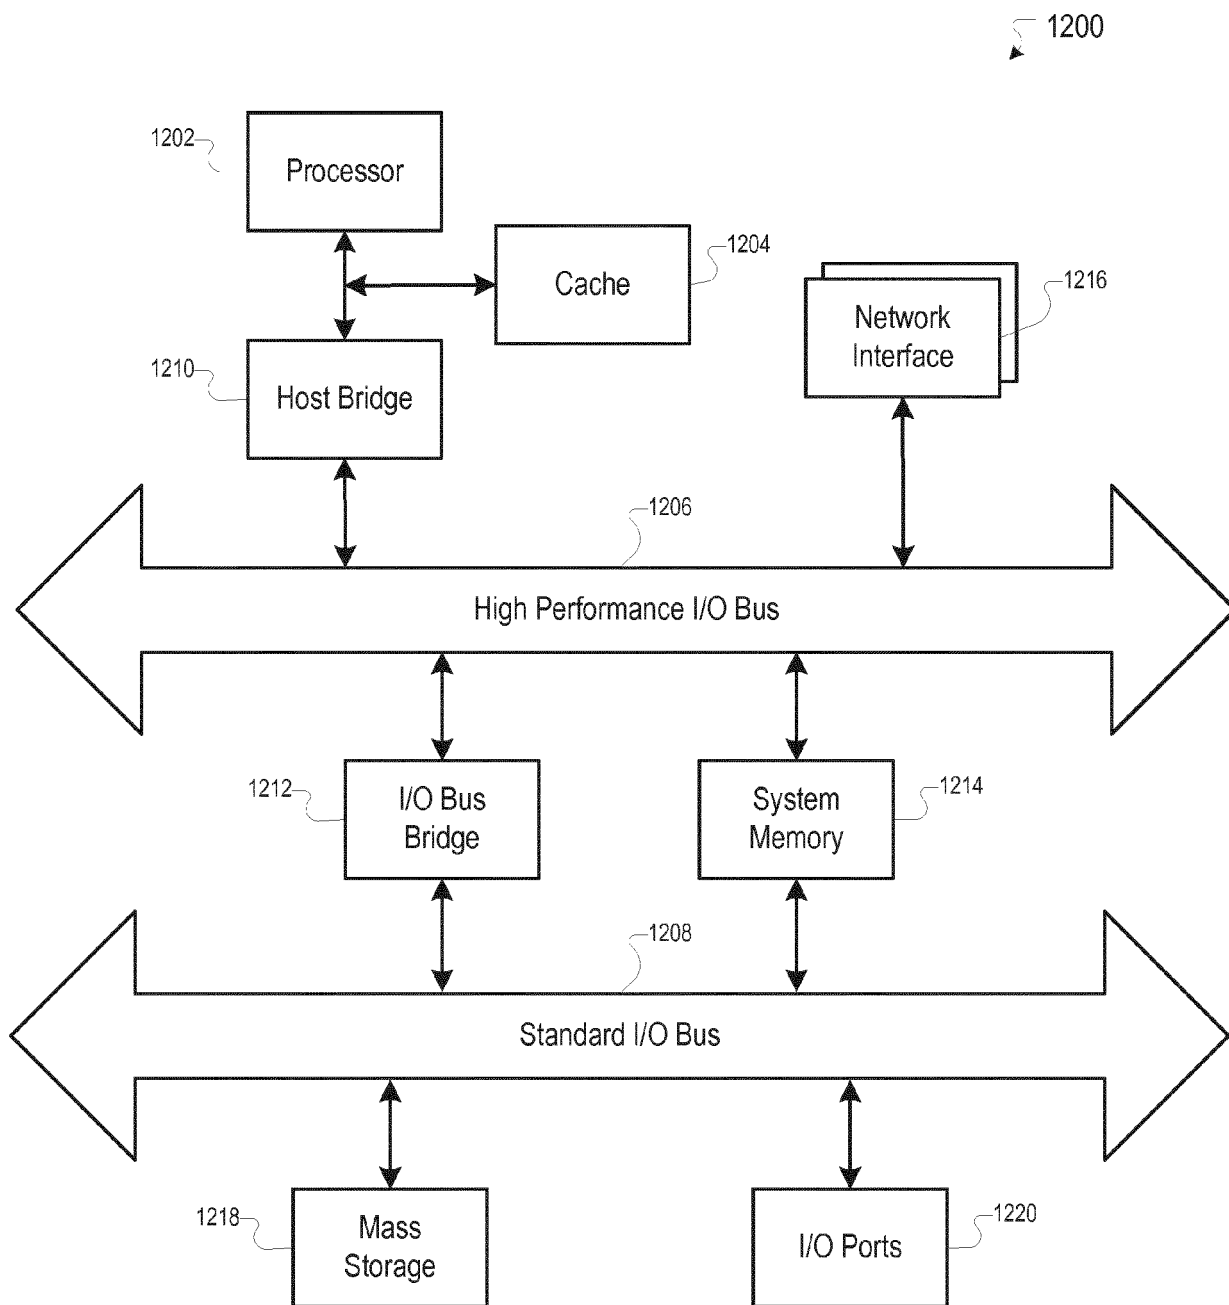 1200
1202
Processor
1204
Cache
1216
Network
Interface
1210
Host Bridge
1206
High Performance I/O Bus
1212
I/O Bus
Bridge
1214
System
Memory
1208
Standard I/O Bus
1218
Mass
Storage
1220
I/O Ports